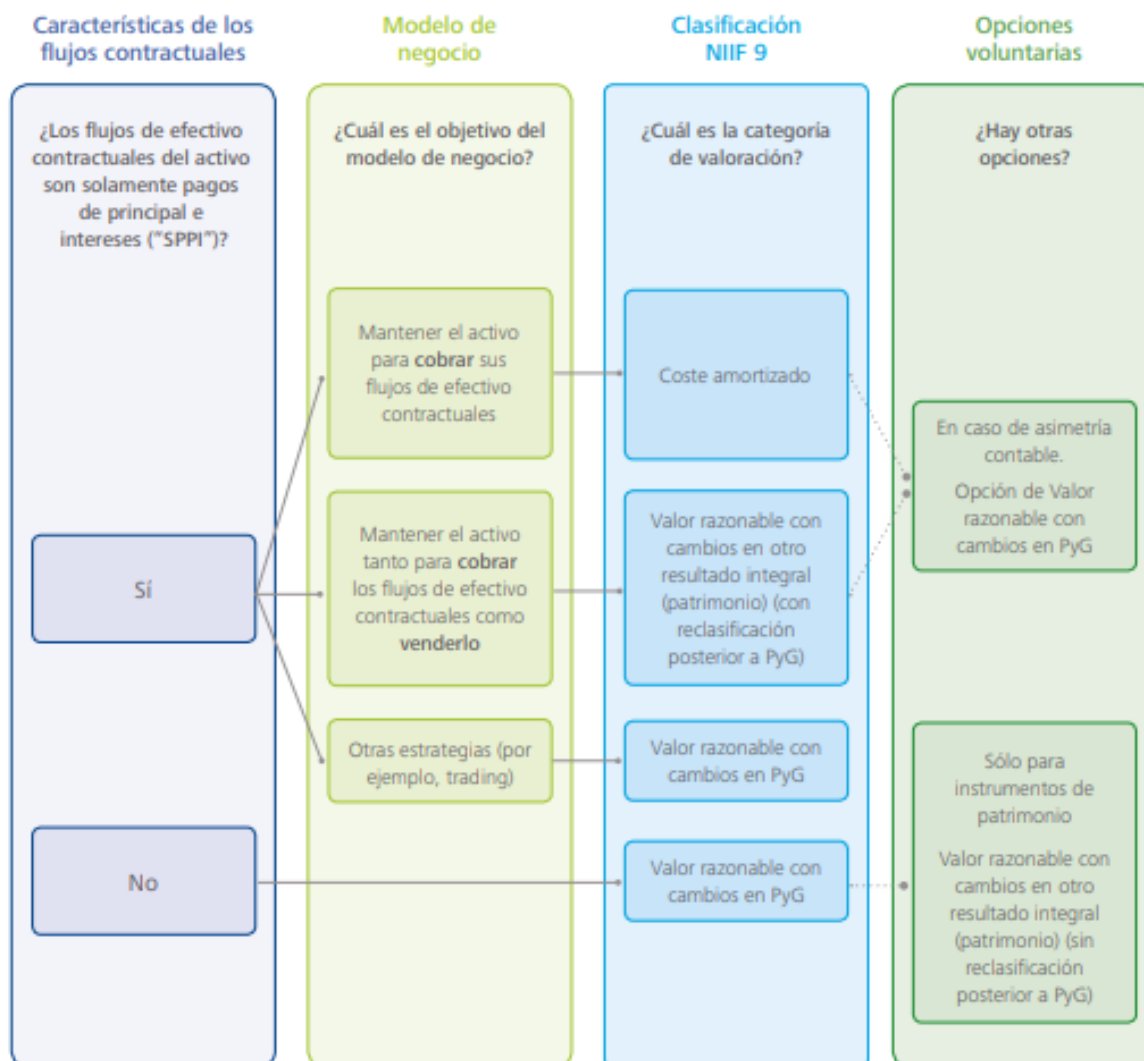 Características de los
flujos contractuales
Modelo de
negocio
Clasificación
NIIF 9
Opciones
voluntarias
¿Los flujos de efectivo
contractuales del activo
son solamente pagos
de principal e
intereses (“SPPI”)?
¿Cuál es el objetivo del
modelo de negocio?
¿Cuál es la categoría
de valoración?
¿Hay otras
opciones?
Mantener el activo
para cobrar sus
flujos de efectivo
contractuales
Coste amortizado
En caso de asimetría
contable.
Opción de Valor
razonable con
cambios en PyG
Sí
Mantener el activo
tanto para cobrar
los flujos de efectivo
contractuales como
venderlo
Valor razonable con
cambios en otro
resultado integral
(patrimonio) (con
reclasificación
posterior a PyG)
Otras estrategias (por
ejemplo, trading)
Valor razonable con
cambios en PyG
No
Valor razonable con
cambios en PyG
Sólo para
instrumentos de
patrimonio
Valor razonable con
cambios en otro
resultado integral
(patrimonio) (sin
reclasificación
posterior a PyG)